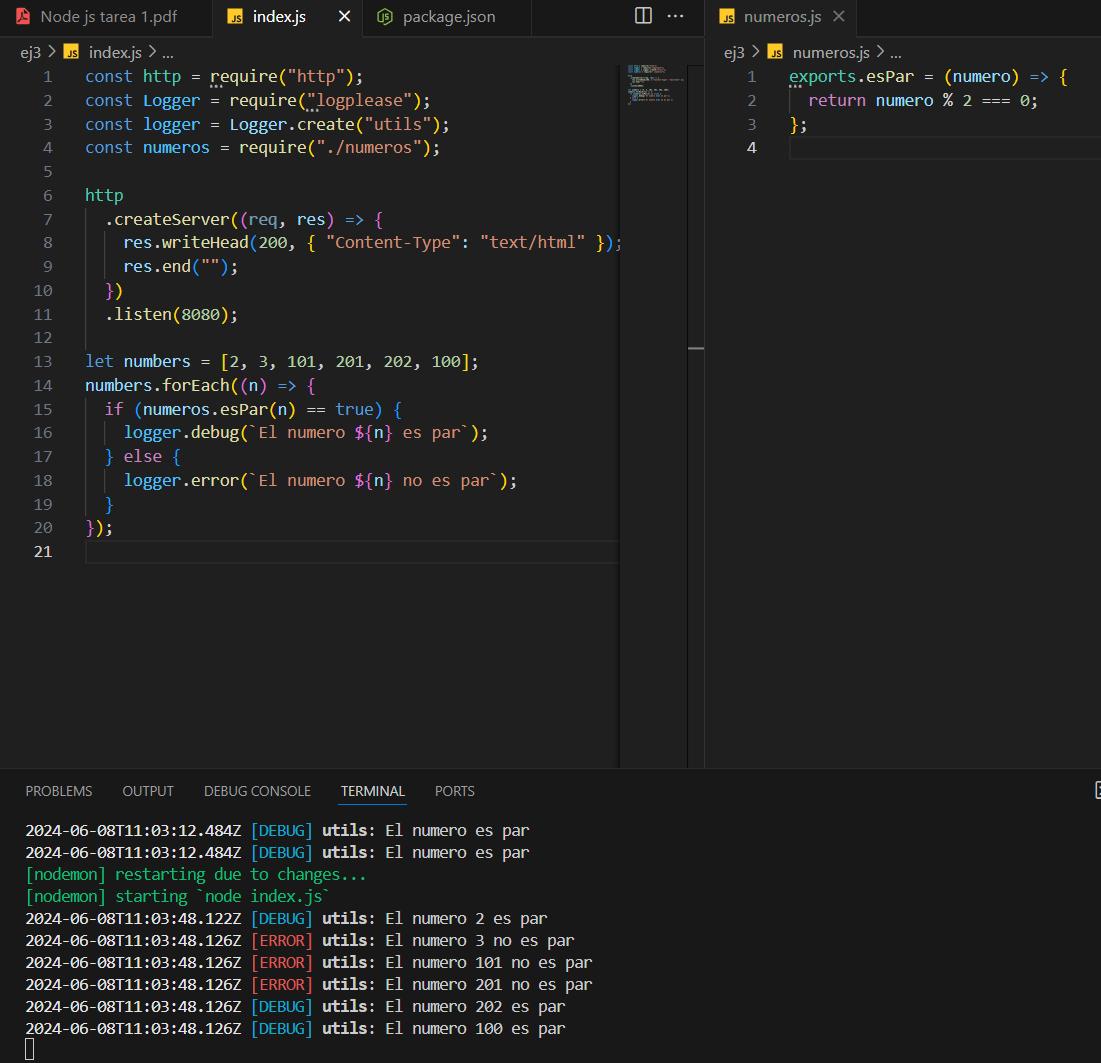 Node js tarea 1.pdf
JS index.js
package.json
JS numeros.js
ej3 > JS index.js > ...
1 const http = require("http");
2 const Logger = require("logplease");
3 const logger = Logger.create("utils");
4 const numeros = require("./numeros");
5
6 http
7 .createServer((req, res) => {
8 res.writeHead(200, { "Content-Type": "text/html" });
9 res.end("");
10 })
11 .listen(8080);
12
13 let numbers = [2, 3, 101, 201, 202, 100];
14 numbers.forEach((n) => {
15 if (numeros.esPar(n) == true) {
16 logger.debug(`El numero ${n} es par`);
17 } else {
18 logger.error(`El numero ${n} no es par`);
19 }
20 });
21
ej3 > JS numeros.js > ...
1 exports.esPar = (numero) => {
2 return numero % 2 === 0;
3 };
4
PROBLEMS OUTPUT DEBUG CONSOLE TERMINAL PORTS
2024-06-08T11:03:12.484Z [DEBUG] utils: El numero es par
2024-06-08T11:03:12.484Z [DEBUG] utils: El numero es par
[nodemon] restarting due to changes...
[nodemon] starting `node index.js`
2024-06-08T11:03:48.122Z [DEBUG] utils: El numero 2 es par
2024-06-08T11:03:48.126Z [ERROR] utils: El numero 3 no es par
2024-06-08T11:03:48.126Z [ERROR] utils: El numero 101 no es par
2024-06-08T11:03:48.126Z [ERROR] utils: El numero 201 no es par
2024-06-08T11:03:48.126Z [DEBUG] utils: El numero 202 es par
2024-06-08T11:03:48.126Z [DEBUG] utils: El numero 100 es par